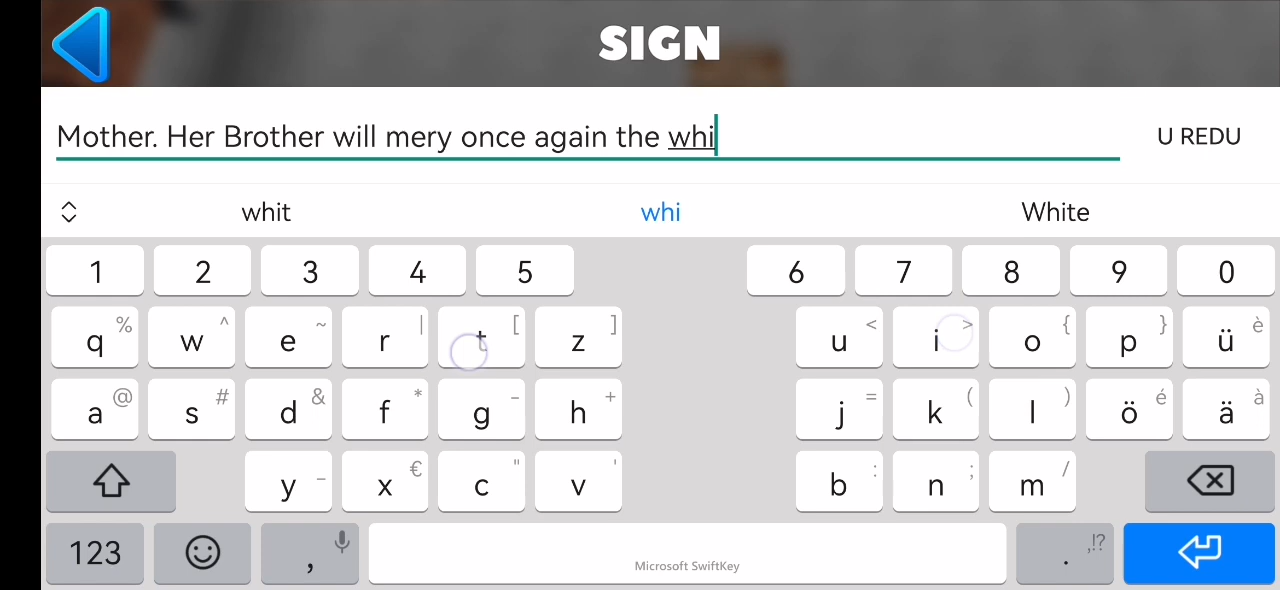 SIGN
Mother. Her Brother will mery once again the whi
U REDU
whit whi White
1 2 3 4 5 6 7 8 9 0
q % w ^ e ~ r | t [ z ] u < i > o { p } ü è
a @ s # d & f * g - h + j = k ( l ) ö é ä à
y _ x € c " v ' b : n ; m /
123 , Microsoft SwiftKey . ,!?